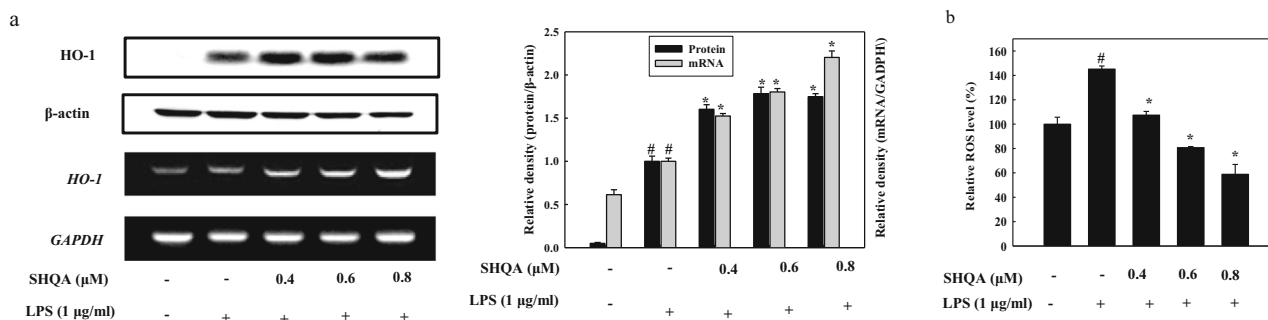 a
HO-1
β-actin
HO-1
GAPDH
SHQA (μM) - - 0.4 0.6 0.8
LPS (1 μg/ml) - + + + +
Relative density (protein/β-actin)
2.5
2.0
1.5
1.0
0.5
0.0
Protein
mRNA
# # * * * * * *
Relative density (mRNA/GADPH\)
SHQA (μM) - - 0.4 0.6 0.8
LPS (1 μg/ml) - + + + +
b
Relative ROS level (%)
160
140
120
100
80
60
40
20
0
# * * *
SHQA (μM) - - 0.4 0.6 0.8
LPS (1 μg/ml) - + + + +